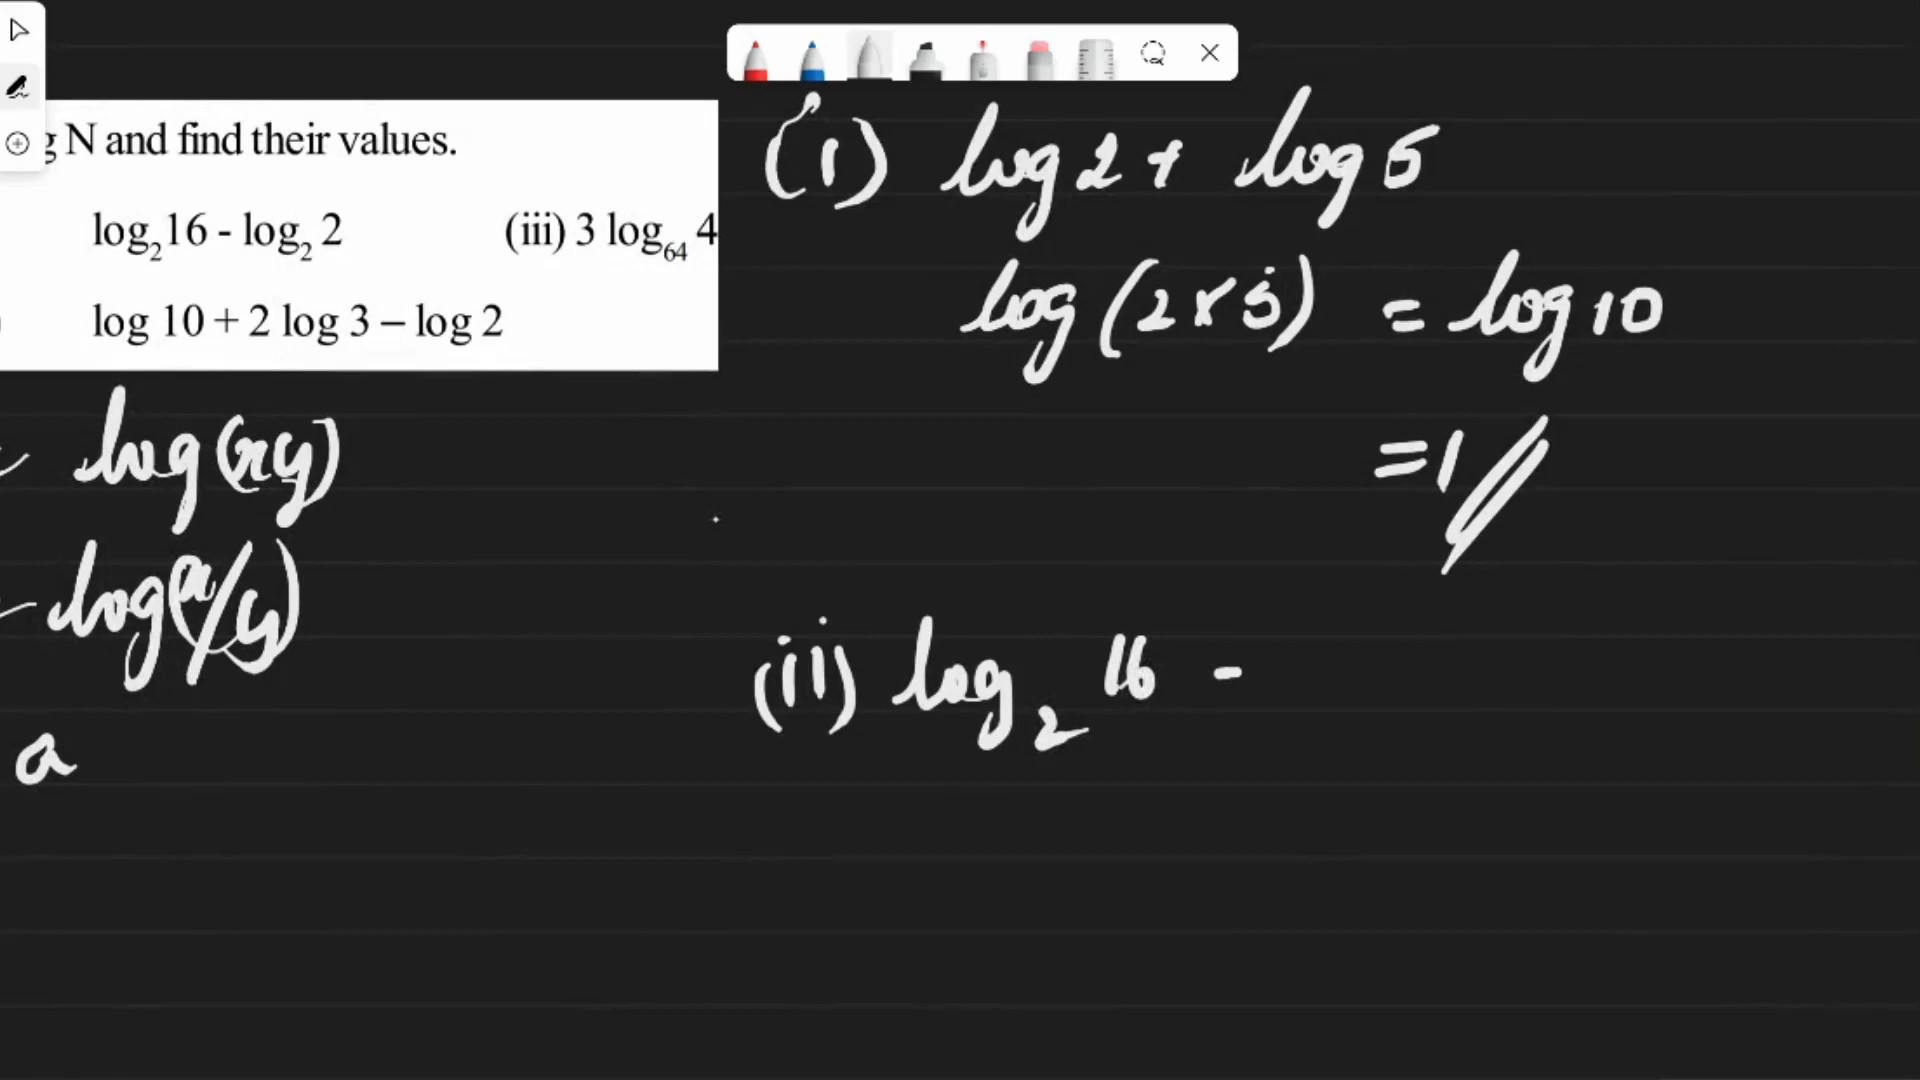 g N and find their values.
log₂16 - log₂ 2 (iii) 3 log₆₄ 4
) log 10 + 2 log 3 – log 2
log(xy)
log(x/y)
a
(i) log 2 + log 5
log (2 x 5) = log 10
= 1 //
(ii) log₂ 16 -